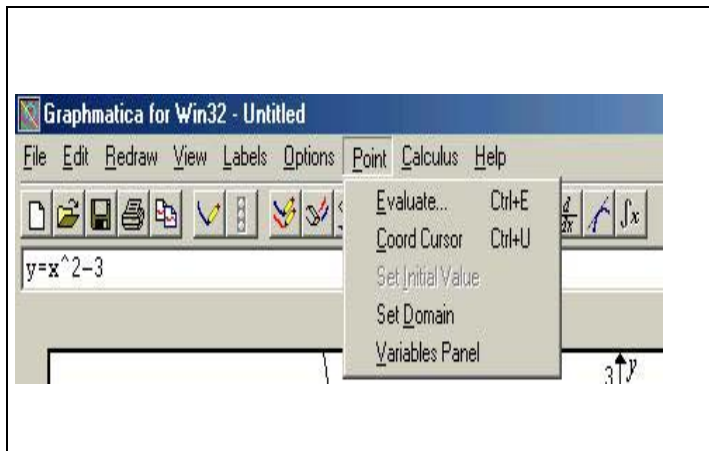 Graphmatica for Win32 - Untitled
File Edit Redraw View Labels Options Point Calculus Help
Evaluate... Ctrl+E
Coord Cursor Ctrl+U
Set Initial Value
Set Domain
Variables Panel
d/dx ∫x
y=x^2-3
3 y